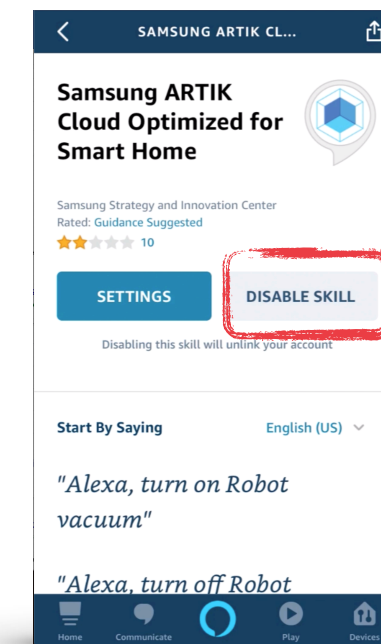 SAMSUNG ARTIK CL...
Samsung ARTIK
Cloud Optimized for
Smart Home
Samsung Strategy and Innovation Center
Rated: Guidance Suggested
10
SETTINGS
DISABLE SKILL
Disabling this skill will unlink your account
Start By Saying
English (US)
"Alexa, turn on Robot
vacuum"
"Alexa, turn off Robot
Home
Communicate
Play
Devices